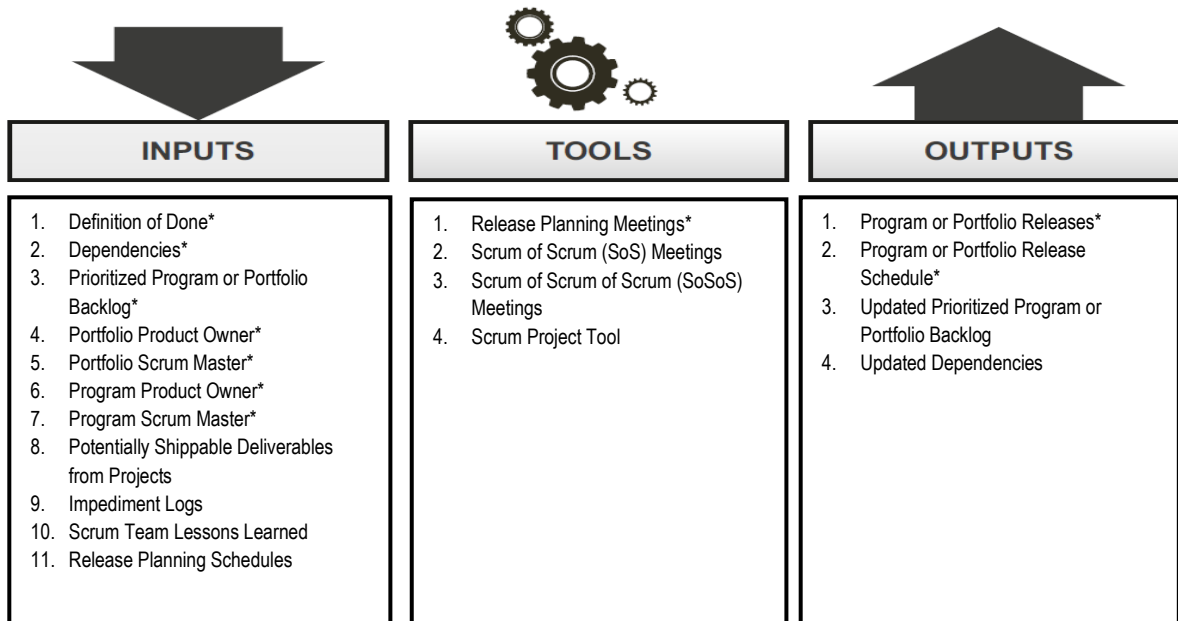 INPUTS
1. Definition of Done*
2. Dependencies*
3. Prioritized Program or Portfolio
Backlog*
4. Portfolio Product Owner*
5. Portfolio Scrum Master*
6. Program Product Owner*
7. Program Scrum Master*
8. Potentially Shippable Deliverables
from Projects
9. Impediment Logs
10. Scrum Team Lessons Learned
11. Release Planning Schedules
TOOLS
1. Release Planning Meetings*
2. Scrum of Scrum (SoS) Meetings
3. Scrum of Scrum of Scrum (SoSoS)
Meetings
4. Scrum Project Tool
OUTPUTS
1. Program or Portfolio Releases*
2. Program or Portfolio Release
Schedule*
3. Updated Prioritized Program or
Portfolio Backlog
4. Updated Dependencies